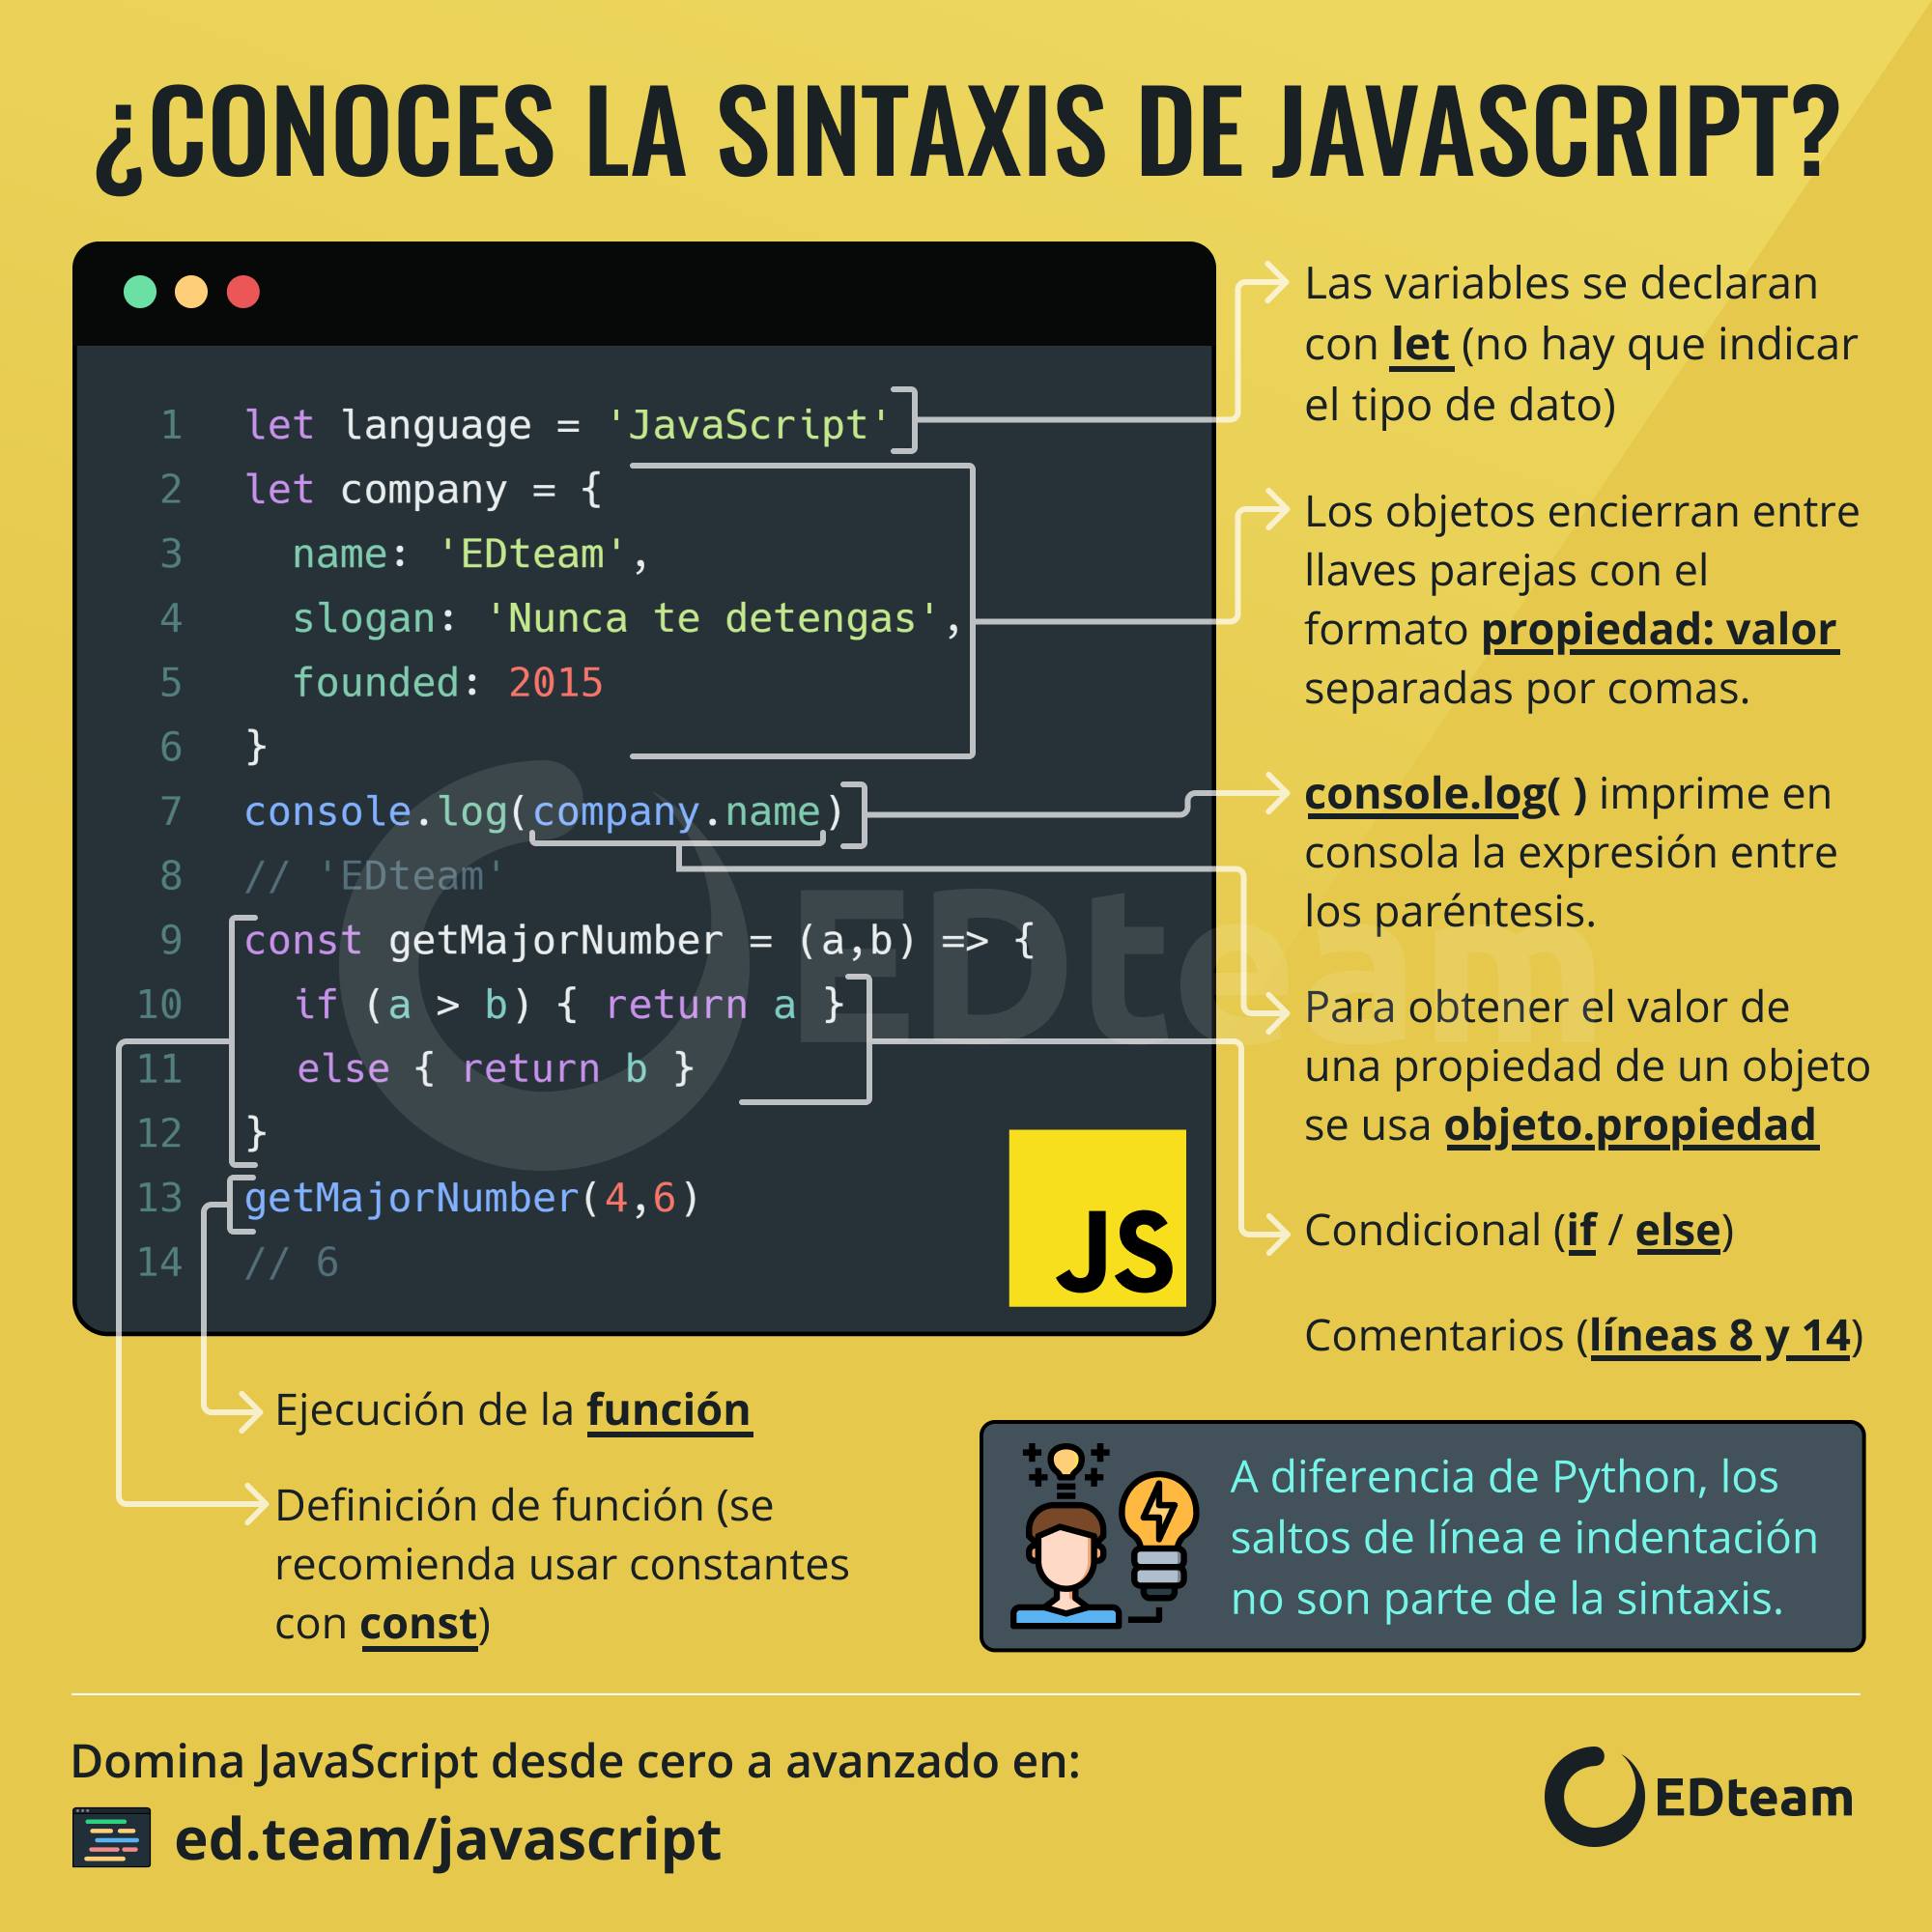 ¿CONOCES LA SINTAXIS DE JAVASCRIPT?
1 let language = 'JavaScript'
2 let company = {
3 name: 'EDteam',
4 slogan: 'Nunca te detengas',
5 founded: 2015
6 }
7 console.log(company.name)
8 // 'EDteam'
9 const getMajorNumber = (a,b) => {
10 if (a > b) { return a }
11 else { return b }
12 }
13 getMajorNumber(4,6)
14 // 6
JS
EDteam
Las variables se declaran
con let (no hay que indicar
el tipo de dato)
Los objetos encierran entre
llaves parejas con el
formato propiedad: valor
separadas por comas.
console.log( ) imprime en
consola la expresión entre
los paréntesis.
Para obtener el valor de
una propiedad de un objeto
se usa objeto.propiedad
Condicional (if / else)
Comentarios (líneas 8 y 14)
Ejecución de la función
Definición de función (se
recomienda usar constantes
con const)
A diferencia de Python, los
saltos de línea e indentación
no son parte de la sintaxis.
Domina JavaScript desde cero a avanzado en:
ed.team/javascript
EDteam